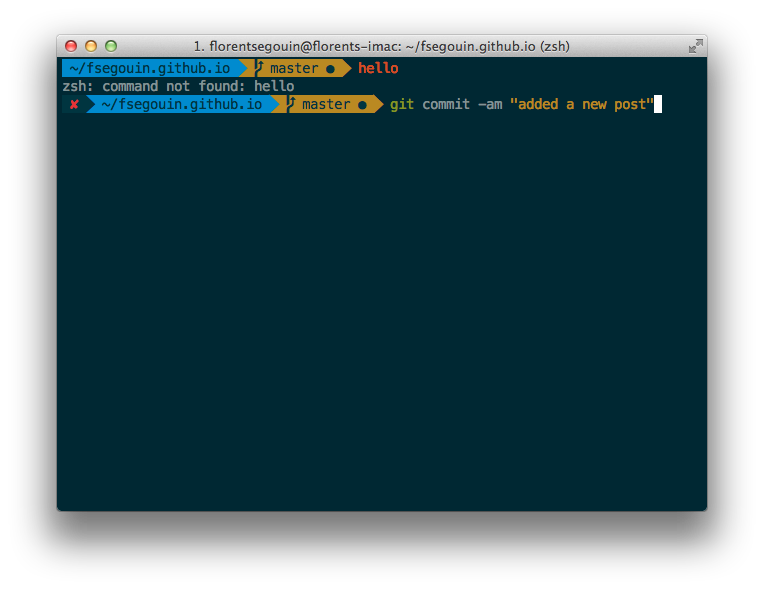 1. florentsegouin@florents-imac: ~/fsegouin.github.io (zsh)
~/fsegouin.github.io master ● hello
zsh: command not found: hello
✘ ~/fsegouin.github.io master ● git commit -am "added a new post"